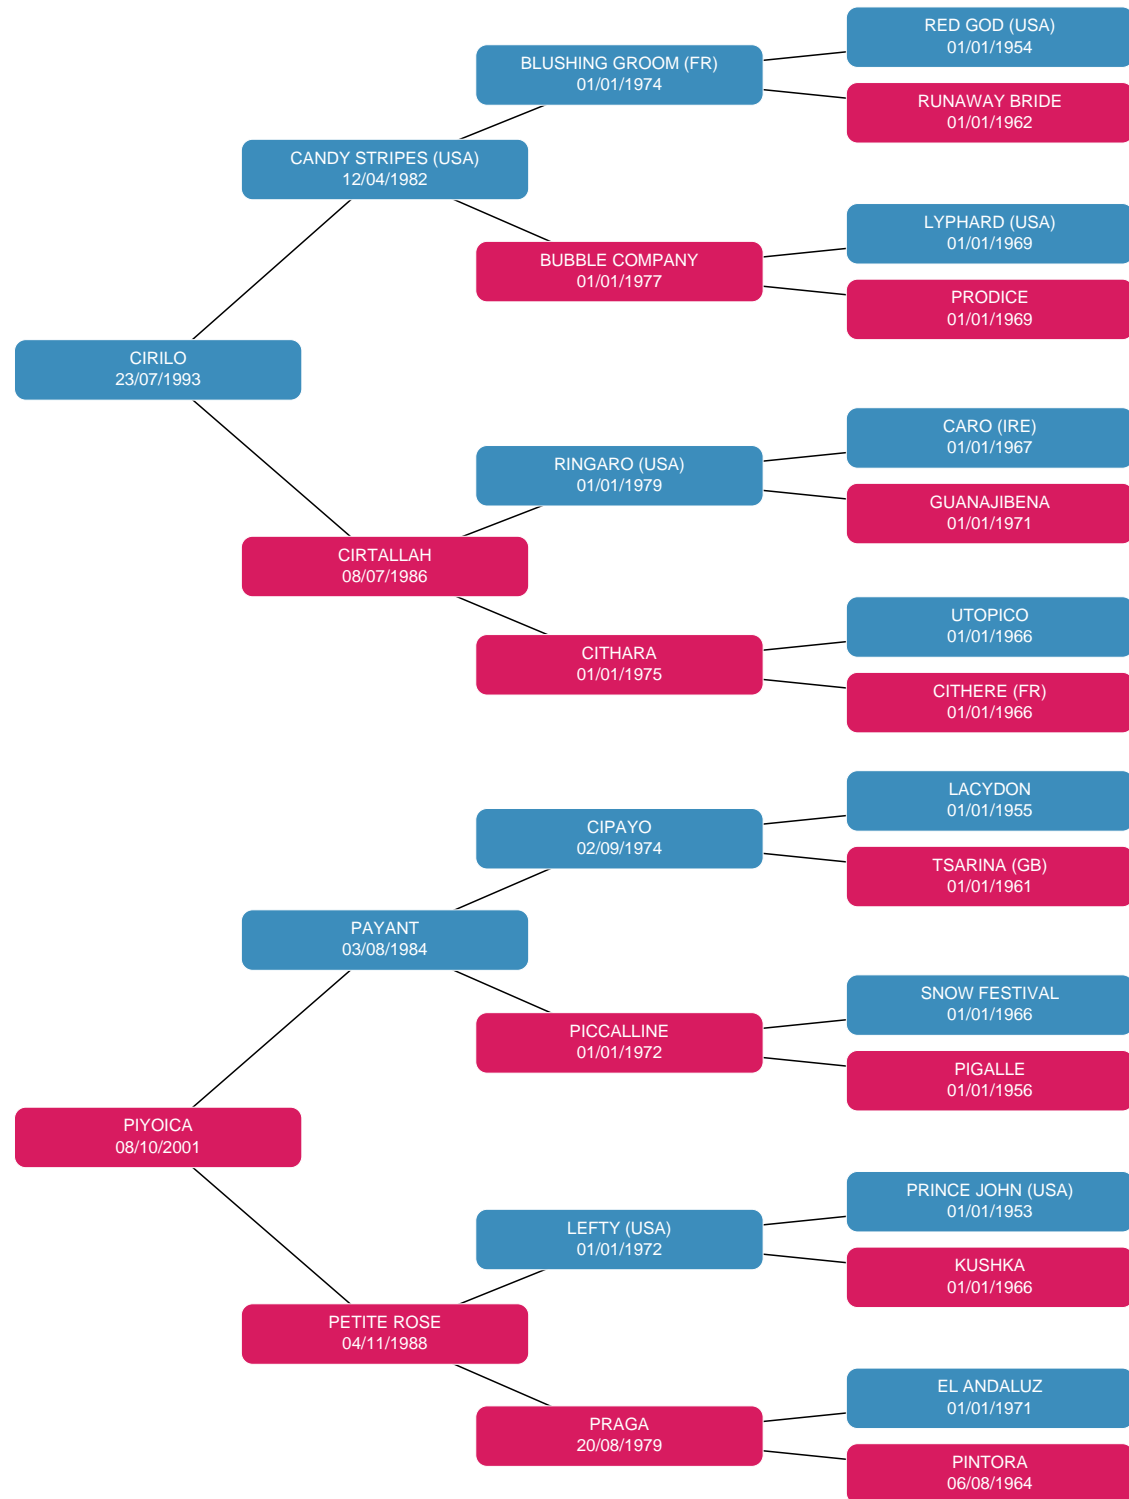 RED GOD (USA)
01/01/1954
BLUSHING GROOM (FR)
01/01/1974
RUNAWAY BRIDE
01/01/1962
CANDY STRIPES (USA)
12/04/1982
LYPHARD (USA)
01/01/1969
BUBBLE COMPANY
01/01/1977
PRODICE
01/01/1969
CIRILO
23/07/1993
CARO (IRE)
01/01/1967
RINGARO (USA)
01/01/1979
GUANAJIBENA
01/01/1971
CIRTALLAH
08/07/1986
UTOPICO
01/01/1966
CITHARA
01/01/1975
CITHERE (FR)
01/01/1966
LACYDON
01/01/1955
CIPAYO
02/09/1974
TSARINA (GB)
01/01/1961
PAYANT
03/08/1984
SNOW FESTIVAL
01/01/1966
PICCALLINE
01/01/1972
PIGALLE
01/01/1956
PIYOICA
08/10/2001
PRINCE JOHN (USA)
01/01/1953
LEFTY (USA)
01/01/1972
KUSHKA
01/01/1966
PETITE ROSE
04/11/1988
EL ANDALUZ
01/01/1971
PRAGA
20/08/1979
PINTORA
06/08/1964